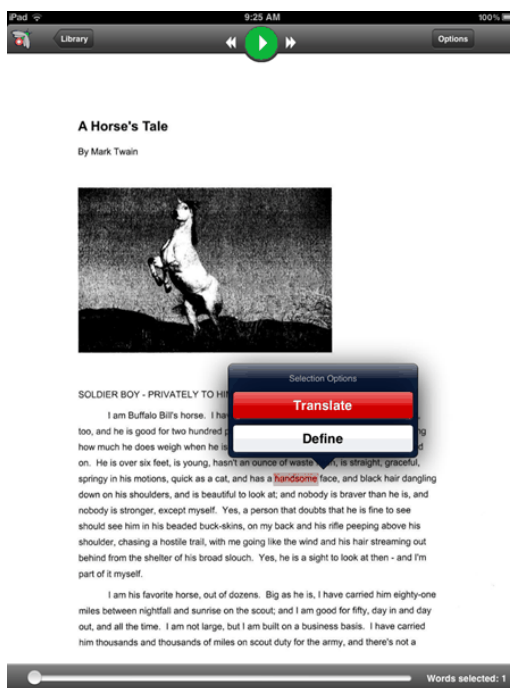 iPad 9:25 AM 100%
Library Options
A Horse's Tale
By Mark Twain
Selection Options
Translate
Define
SOLDIER BOY - PRIVATELY TO
I am Buffalo Bill's horse. I
too, and he is good for two hundred
how much he does weigh when he is
on. He is over six feet, is young, hasn't an ounce of waste is straight, graceful,
springy in his motions, quick as a cat, and has a handsome face, and black hair dangling
down on his shoulders, and is beautiful to look at; and nobody is braver than he is, and
nobody is stronger, except myself. Yes, a person that doubts that he is fine to see
should see him in his beaded buck-skins, on my back and his rifle peeping above his
shoulder, chasing a hostile trail, with me going like the wind and his hair streaming out
behind from the shelter of his broad slouch. Yes, he is a sight to look at then - and I'm
part of it myself.
I am his favorite horse, out of dozens. Big as he is, I have carried him eighty-one
miles between nightfall and sunrise on the scout; and I am good for fifty, day in and day
out, and all the time. I am not large, but I am built on a business basis. I have carried
him thousands and thousands of miles on scout duty for the army, and there's not a
Words selected: 1